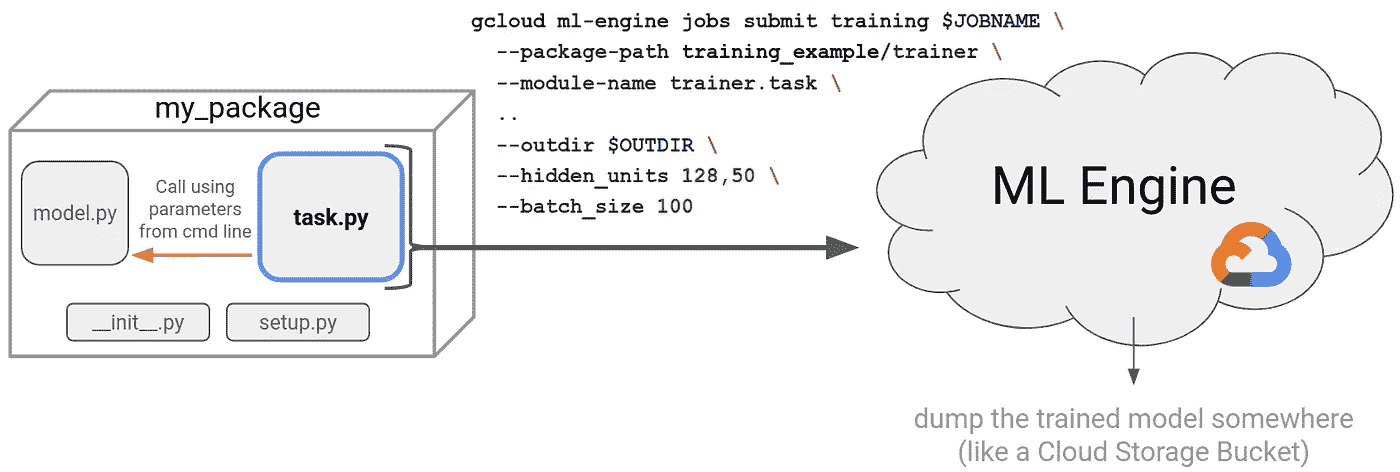 gcloud ml-engine jobs submit training $JOBNAME \
--package-path training_example/trainer \
--module-name trainer.task \
..
--outdir $OUTDIR \
--hidden_units 128,50 \
--batch_size 100
my_package
model.py
Call using
parameters
from cmd line
task.py
__init__.py
setup.py
ML Engine
dump the trained model somewhere
(like a Cloud Storage Bucket)